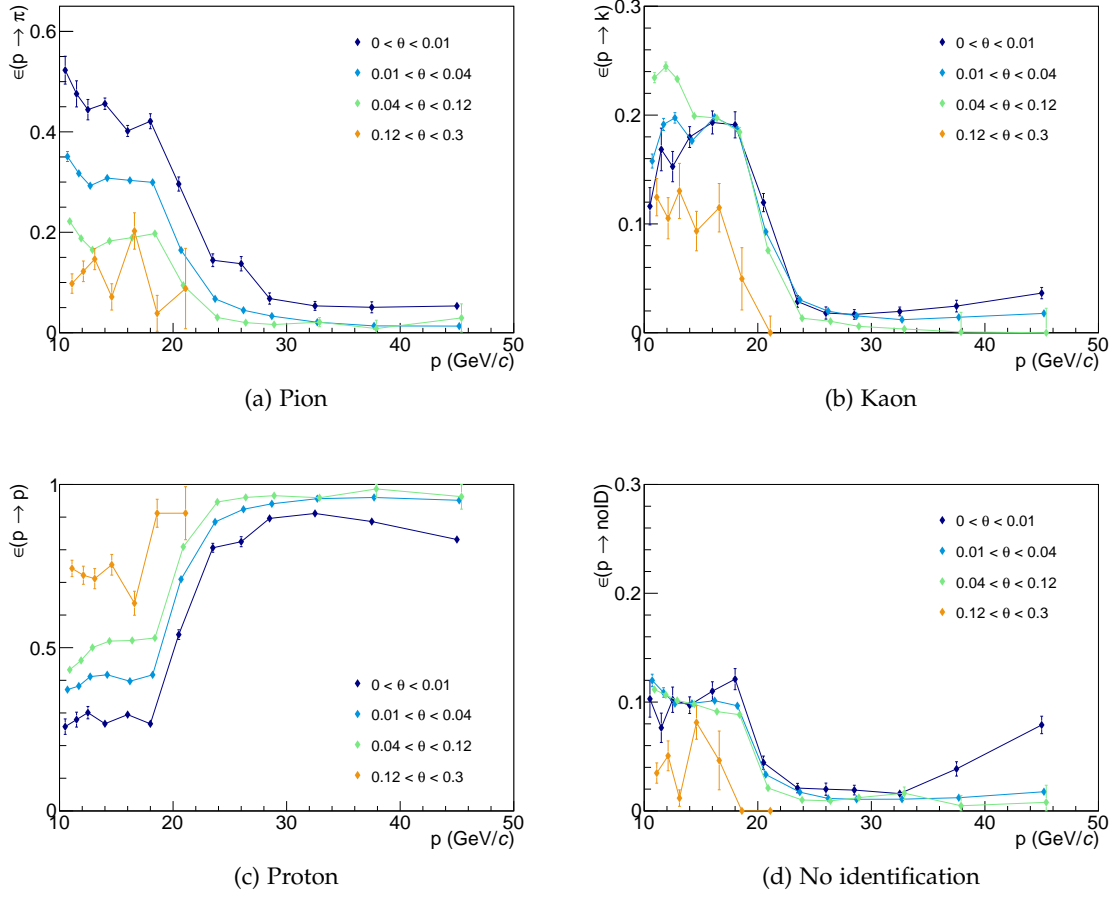 ∈(p → π)
0.6
0.4
0.2
0
0 < θ < 0.01
0.01 < θ < 0.04
0.04 < θ < 0.12
0.12 < θ < 0.3
10 20 30 40 50
p (GeV/c)
(a) Pion
∈(p → k)
0.3
0.2
0.1
0
0 < θ < 0.01
0.01 < θ < 0.04
0.04 < θ < 0.12
0.12 < θ < 0.3
10 20 30 40 50
p (GeV/c)
(b) Kaon
∈(p → p)
1
0.5
0
0 < θ < 0.01
0.01 < θ < 0.04
0.04 < θ < 0.12
0.12 < θ < 0.3
10 20 30 40 50
p (GeV/c)
(c) Proton
∈(p → noID)
0.3
0.2
0.1
0
0 < θ < 0.01
0.01 < θ < 0.04
0.04 < θ < 0.12
0.12 < θ < 0.3
10 20 30 40 50
p (GeV/c)
(d) No identification